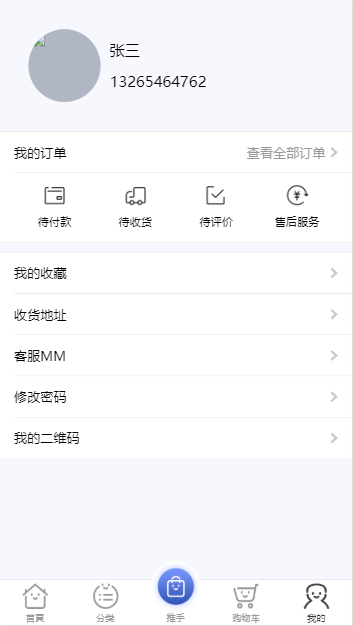 张三
13265464762
我的订单 查看全部订单
待付款 待收货 待评价 售后服务
我的收藏
收货地址
客服MM
修改密码
我的二维码
首頁 分类 推手 购物车 我的